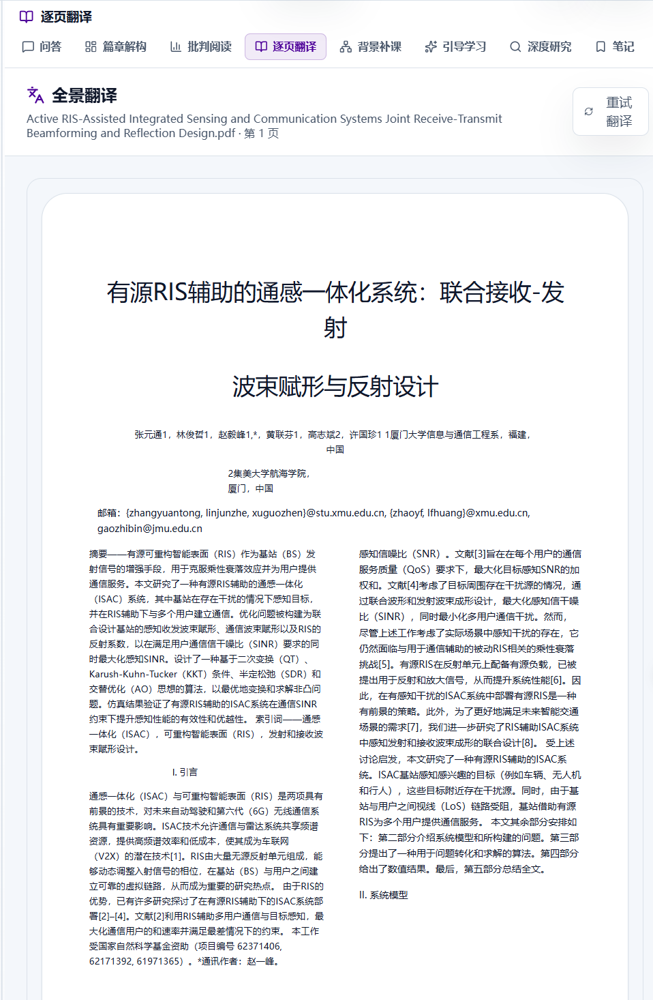 逐页翻译
问答
篇章解构
批判阅读
逐页翻译
背景补课
引导学习
深度研究
笔记
全景翻译
Active RIS-Assisted Integrated Sensing and Communication Systems Joint Receive-Transmit
Beamforming and Reflection Design.pdf · 第 1 页
重试
翻译
有源RIS辅助的通感一体化系统：联合接收-发
射
波束赋形与反射设计
张元通1，林俊哲1，赵毅峰1,*，黄联芬1，高志斌2，许国珍1 1厦门大学信息与通信工程系，福建，
中国
2集美大学航海学院，
厦门，中国
邮箱：{zhangyuantong, linjunzhe, xuguozhen}@stu.xmu.edu.cn, {zhaoyf, lfhuang}@xmu.edu.cn,
gaozhibin@jmu.edu.cn
摘要——有源可重构智能表面（RIS）作为基站（BS）发
射信号的增强手段，用于克服乘性衰落效应并为用户提供
通信服务。本文研究了一种有源RIS辅助的通感一体化
（ISAC）系统，其中基站在存在干扰的情况下感知目标，
并在RIS辅助下与多个用户建立通信。优化问题被构建为联
合设计基站的感知收发波束赋形、通信波束赋形以及RIS的
反射系数，以在满足用户通信信干噪比（SINR）要求的同
时最大化感知SINR。设计了一种基于二次变换（QT）、
Karush-Kuhn-Tucker（KKT）条件、半定松弛（SDR）和
交替优化（AO）思想的算法，以最优地变换和求解非凸问
题。仿真结果验证了有源RIS辅助的ISAC系统在通信SINR
约束下提升感知性能的有效性和优越性。 索引词——通感
一体化（ISAC），可重构智能表面（RIS），发射和接收波
束赋形设计。
I. 引言
通感一体化（ISAC）与可重构智能表面（RIS）是两项具有
前景的技术，对未来自动驾驶和第六代（6G）无线通信系
统具有重要影响。ISAC技术允许通信与雷达系统共享频谱
资源，提供高频谱效率和低成本，使其成为车联网
（V2X）的潜在技术[1]。RIS由大量无源反射单元组成，能
够动态调整入射信号的相位，在基站（BS）与用户之间建
立可靠的虚拟链路，从而成为重要的研究热点。 由于RIS的
优势，已有许多研究探讨了在有源RIS辅助下的ISAC系统部
署[2]–[4]。文献[2]利用RIS辅助多用户通信与目标感知，最
大化通信用户的和速率并满足最差情况下的约束。 本工作
受国家自然科学基金资助（项目编号 62371406,
62171392, 61971365）。*通讯作者：赵一峰。
感知信噪比（SNR）。文献[3]旨在在每个用户的通信
服务质量（QoS）要求下，最大化目标感知SNR的加
权和。文献[4]考虑了目标周围存在干扰源的情况，通
过联合波形和发射波束成形设计，最大化感知信干噪
比（SINR），同时最小化多用户通信干扰。然而，
尽管上述工作考虑了实际场景中感知干扰的存在，它
仍然面临与用于通信辅助的被动RIS相关的乘性衰落
挑战[5]。有源RIS在反射单元上配备有源负载，已被
提出用于反射和放大信号，从而提升系统性能[6]。因
此，在有感知干扰的ISAC系统中部署有源RIS是一种
有前景的策略。此外，为了更好地满足未来智能交通
场景的需求[7]，我们进一步研究了RIS辅助ISAC系统
中感知发射和接收波束成形的联合设计[8]。 受上述
讨论启发，本文研究了一种有源RIS辅助的ISAC系
统。ISAC基站感知感兴趣的目标（例如车辆、无人机
和行人），这些目标附近存在干扰源。同时，由于基
站与用户之间视线（LoS）链路受阻，基站借助有源
RIS为多个用户提供通信服务。 本文其余部分安排如
下：第二部分介绍系统模型和所构建的问题。第三部
分提出了一种用于问题转化和求解的算法。第四部分
给出了数值结果。最后，第五部分总结全文。
II. 系统模型